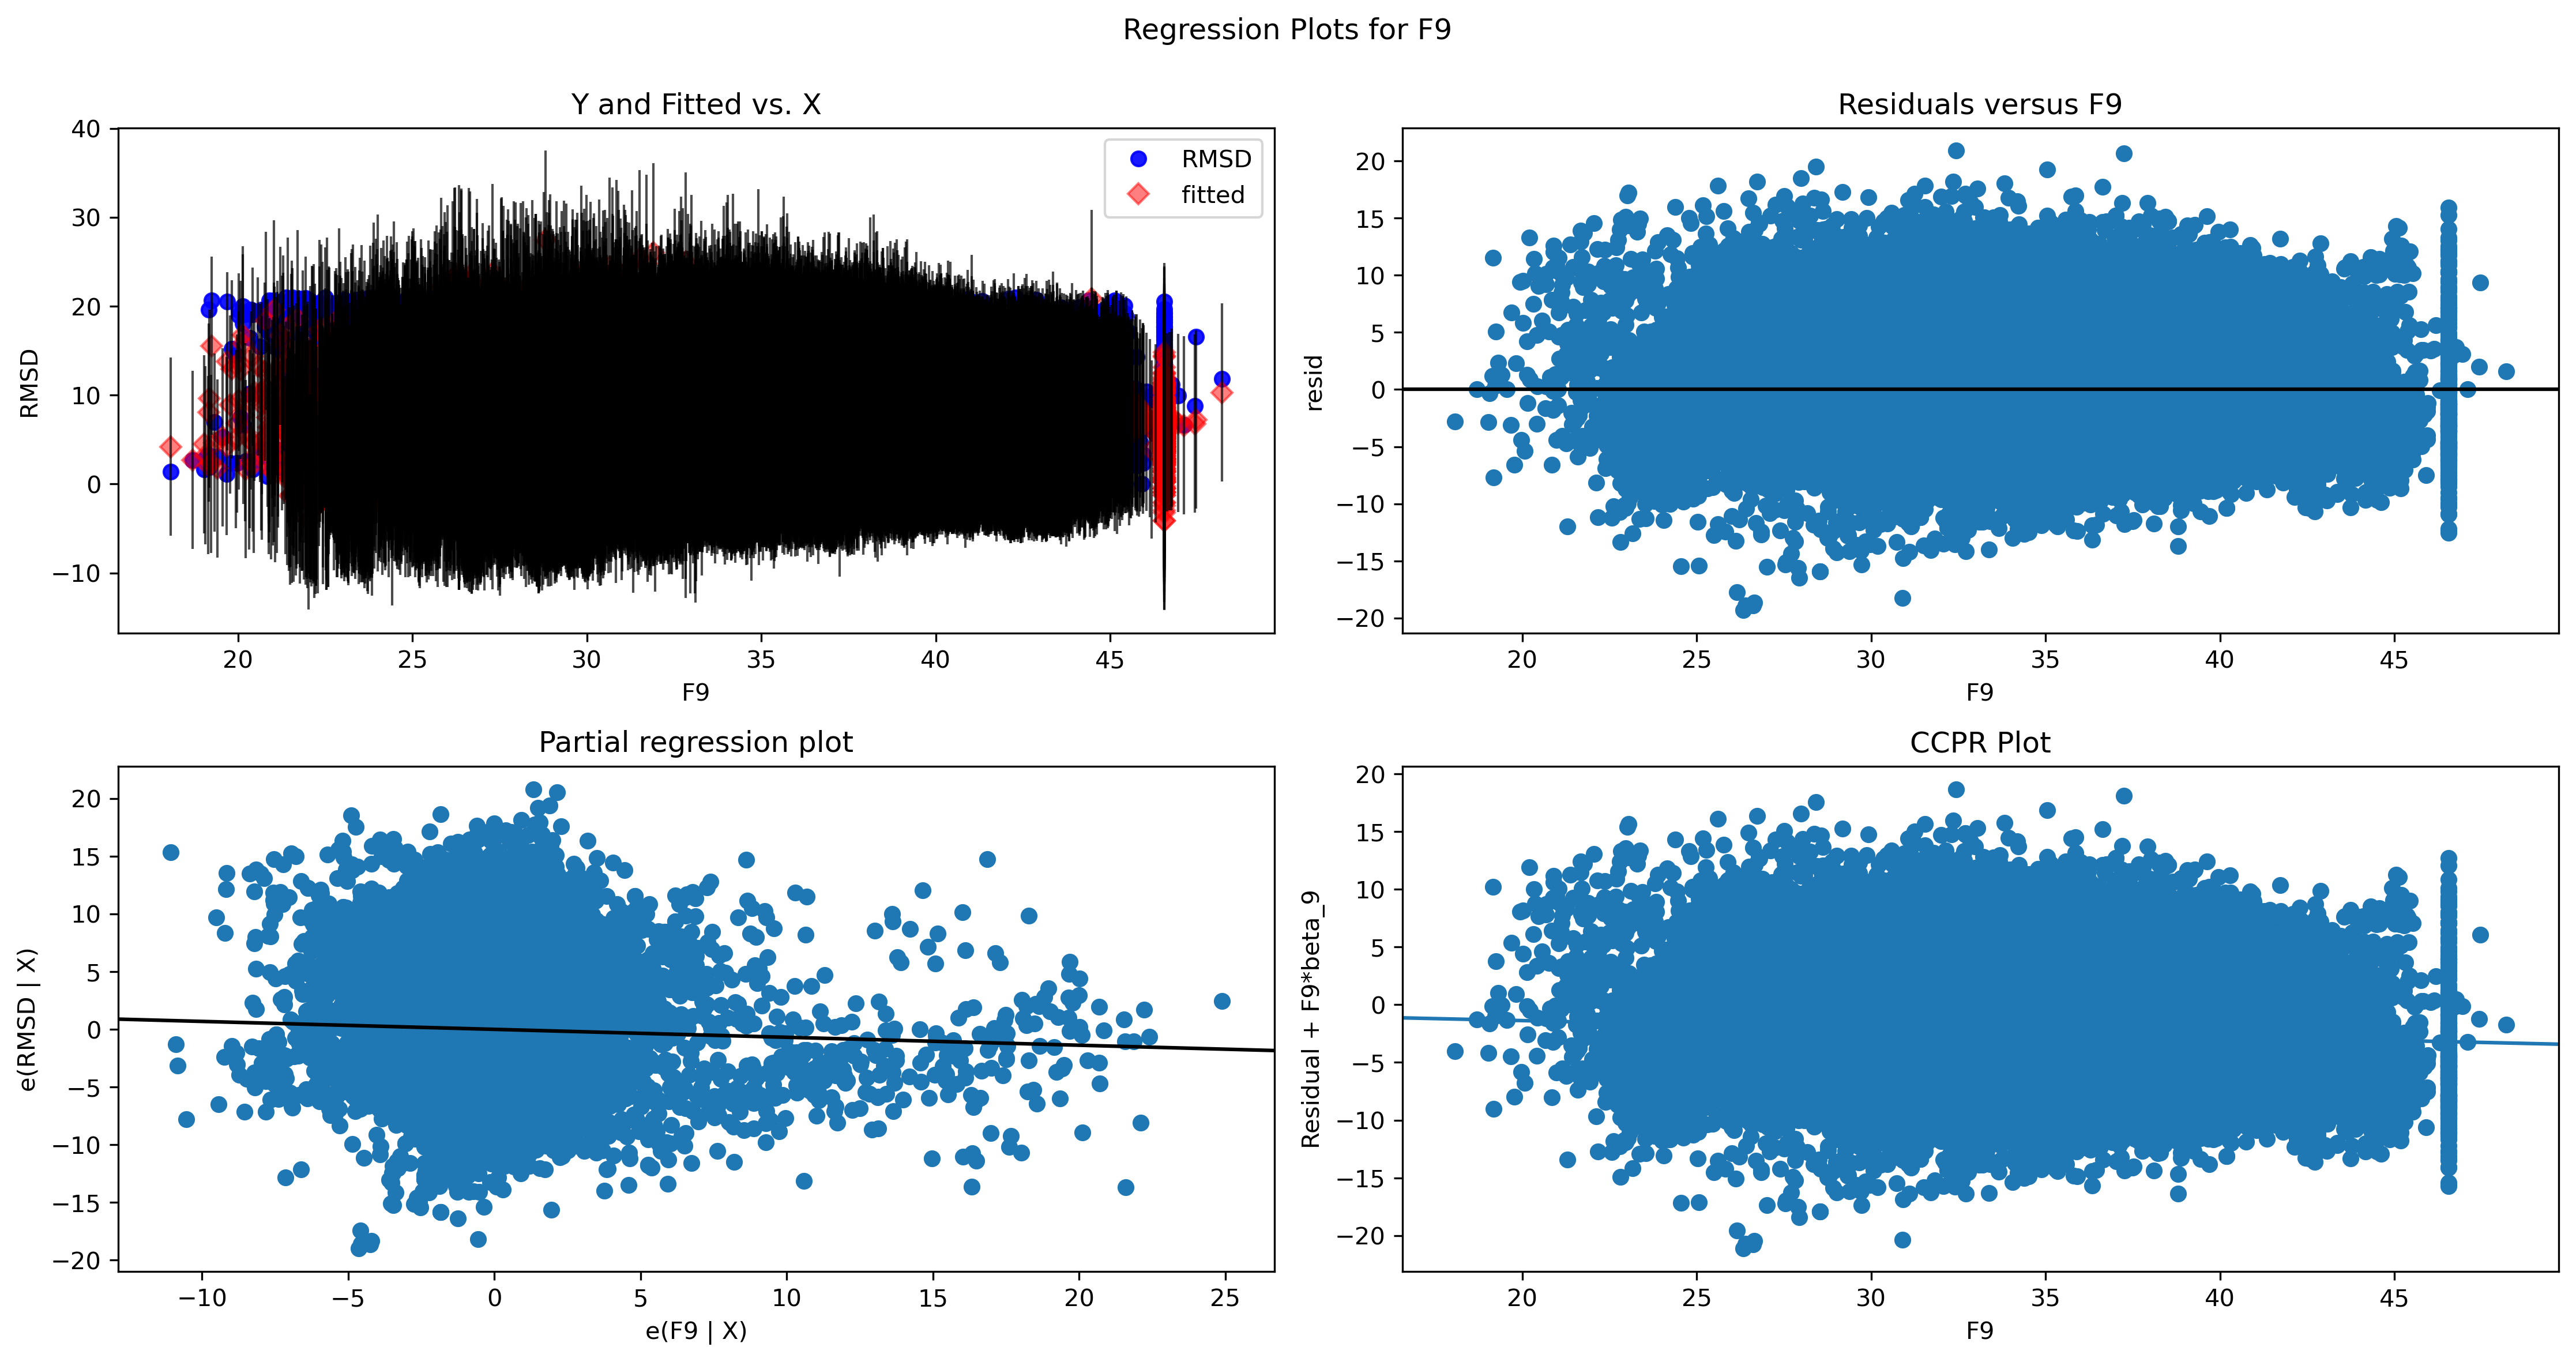 Regression Plots for F9
Y and Fitted vs. X
RMSD
40
30
20
10
0
−10
RMSD
fitted
20 25 30 35 40 45
F9
Residuals versus F9
resid
20
15
10
5
0
−5
−10
−15
−20
20 25 30 35 40 45
F9
Partial regression plot
e(RMSD | X)
20
15
10
5
0
−5
−10
−15
−20
−10 −5 0 5 10 15 20 25
e(F9 | X)
CCPR Plot
Residual + F9*beta_9
20
15
10
5
0
−5
−10
−15
−20
20 25 30 35 40 45
F9